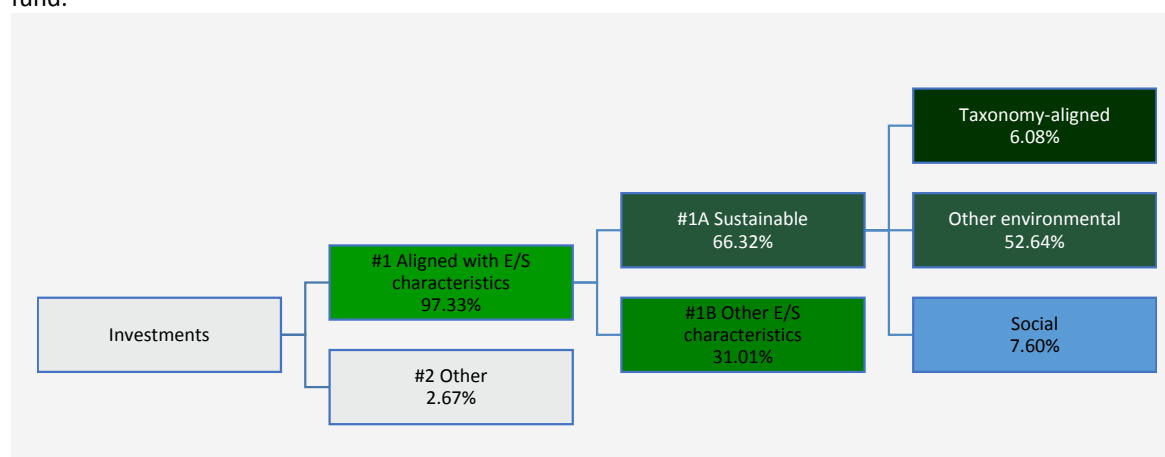 fund.
Taxonomy-aligned
6.08%
#1A Sustainable
66.32%
Other environmental
52.64%
#1 Aligned with E/S
characteristics
97.33%
#1B Other E/S
characteristics
31.01%
Social
7.60%
Investments
#2 Other
2.67%